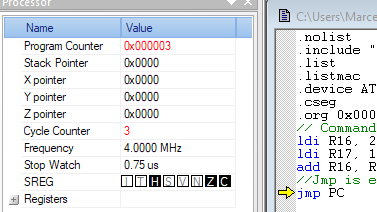 Processor
Name Value
Program Counter 0x000003
Stack Pointer 0x0000
X pointer 0x0000
Y pointer 0x0000
Z pointer 0x0000
Cycle Counter 3
Frequency 4.0000 MHz
Stop Watch 0.75 us
SREG I T H S V N Z C
Registers
C:\Users\Marce
.nolist
.include "
.list
.listmac
.device AT
.cseg
.org 0x000
// Command
ldi R16, 2
ldi R17, 1
add R16, R
//Jmp is e
jmp PC